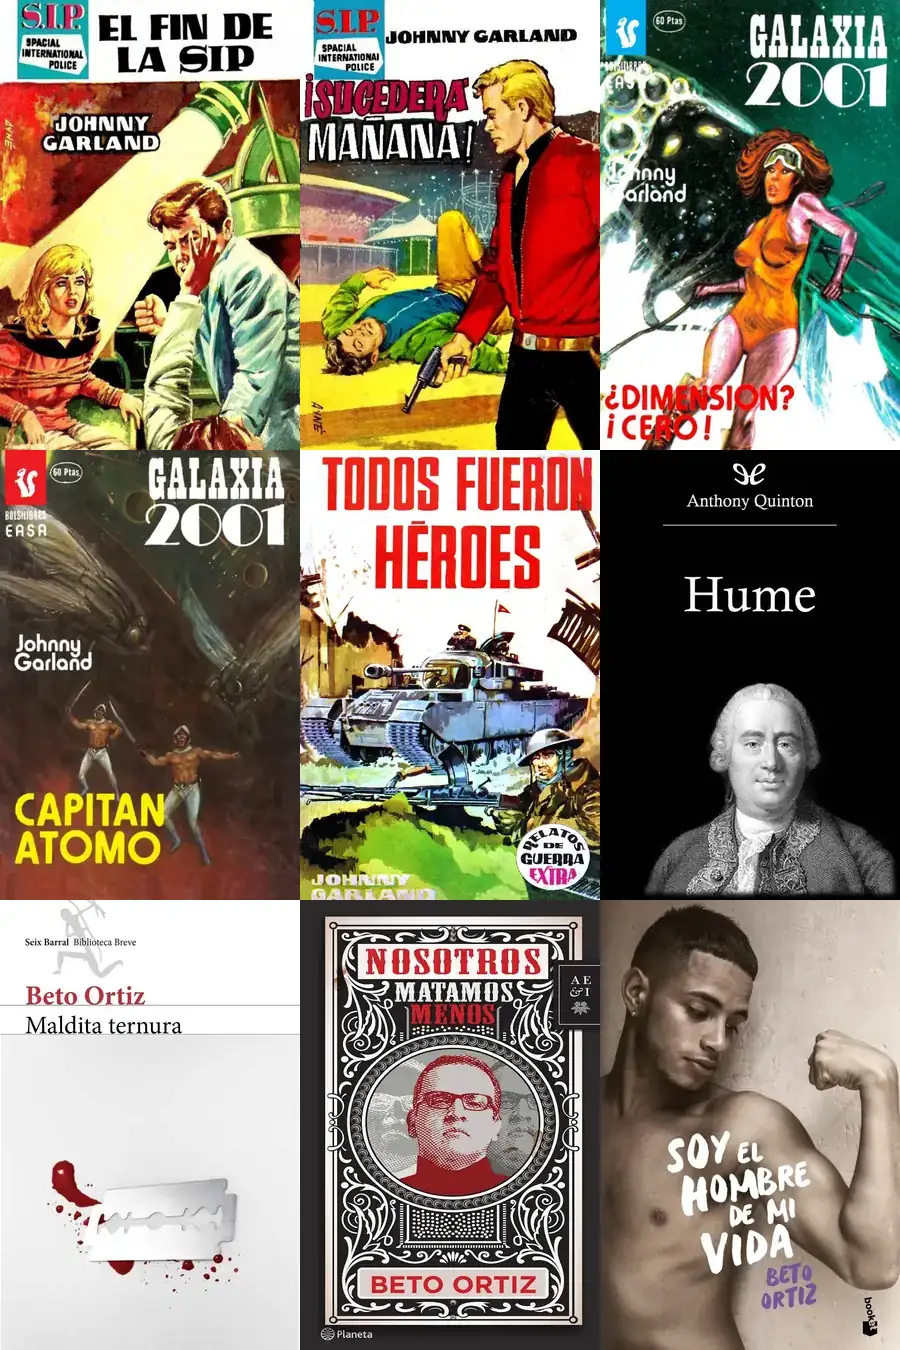 S.I.P.
SPACIAL
INTERNATIONAL
POLICE
EL FIN DE
LA SIP
JOHNNY
GARLAND
S.I.P.
SPACIAL
INTERNATIONAL
POLICE
JOHNNY GARLAND
¡SUCEDERÁ
MAÑANA!
60 Ptas
GALAXIA
2001
Johnny
Garland
¿DIMENSION?
¡CERO!
60 Ptas
BOLSILIBROS
EASA
GALAXIA
2001
Johnny
Garland
CAPITAN
ATOMO
TODOS FUERON
HÉROES
RELATOS
DE
GUERRA
EXTRA
JOHNNY
GARLAND
Anthony Quinton
Hume
Seix Barral Biblioteca Breve
Beto Ortiz
Maldita ternura
NOSOTROS
MATAMOS
MENOS
AE
&I
BETO ORTIZ
Planeta
SOY EL
HOMBRE
DE MI
VIDA
BETO
ORTIZ
booket